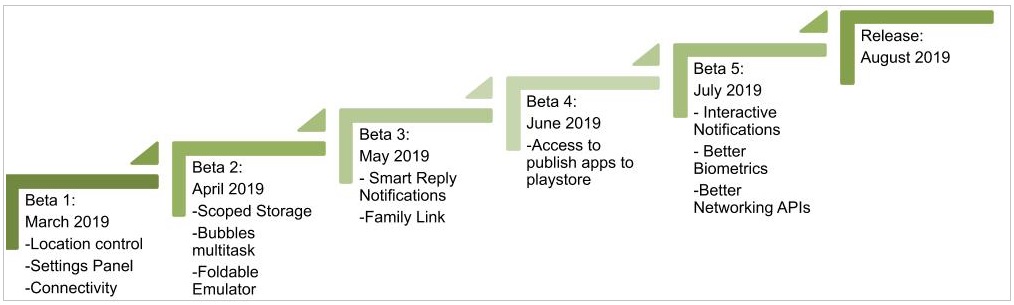 Beta 1:
March 2019
-Location control
-Settings Panel
-Connectivity
Beta 2:
April 2019
-Scoped Storage
-Bubbles
multitask
-Foldable
Emulator
Beta 3:
May 2019
- Smart Reply
Notifications
-Family Link
Beta 4:
June 2019
-Access to
publish apps to
playstore
Beta 5:
July 2019
- Interactive
Notifications
- Better
Biometrics
-Better
Networking APIs
Release:
August 2019